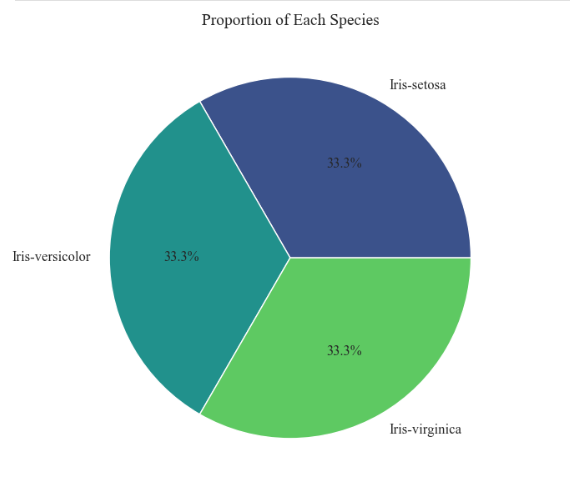 Proportion of Each Species
Iris-setosa
33.3%
Iris-versicolor
33.3%
33.3%
Iris-virginica